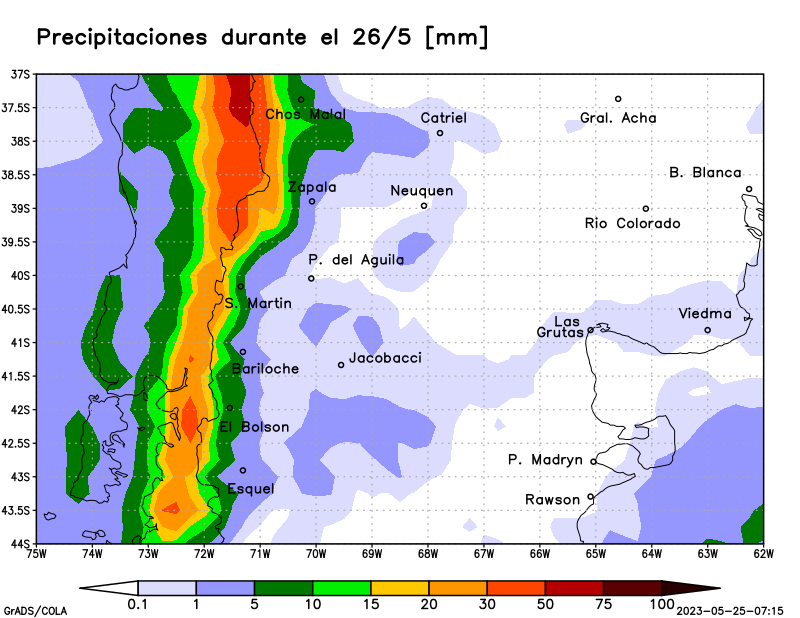 Precipitaciones durante el 26/5 [mm]
37S
37.5S
Chos Malal
Catriel
Gral. Acha
38S
38.5S
B. Blanca
Zapala
Neuquen
39S
Rio Colorado
39.5S
P. del Aguila
40S
S. Martin
40.5S
Viedma
Las
Grutas
41S
Jacobacci
Bariloche
41.5S
42S
El Bolson
42.5S
P. Madryn
43S
Esquel
Rawson
43.5S
44S
75W 74W 73W 72W 71W 70W 69W 68W 67W 66W 65W 64W 63W 62W
0.1 1 5 10 15 20 30 50 75 100
GrADS/COLA
2023-05-25-07:15